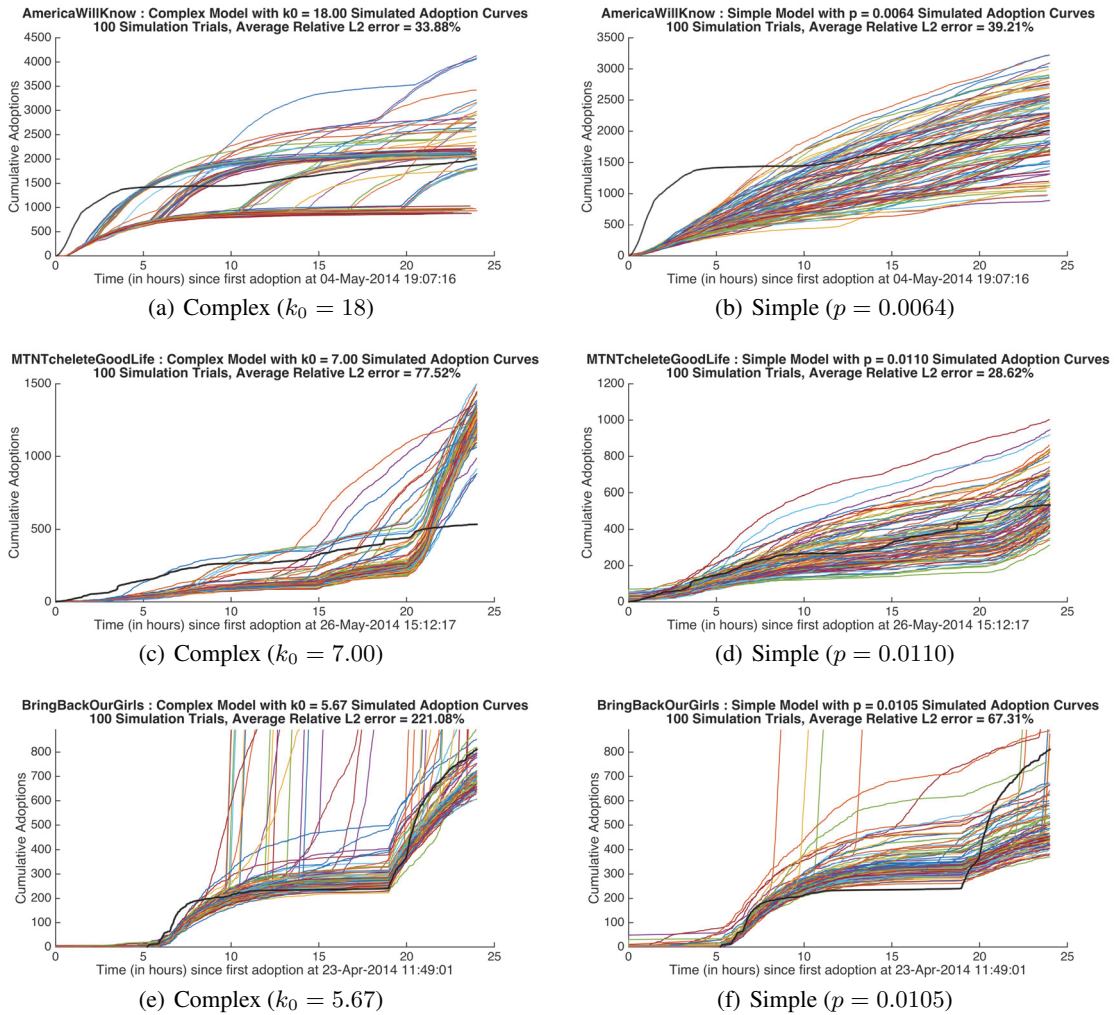 AmericaWillKnow : Complex Model with k0 = 18.00 Simulated Adoption Curves
100 Simulation Trials, Average Relative L2 error = 33.88%
4500
4000
3500
3000
2500
2000
1500
1000
500
0
Cumulative Adoptions
0 5 10 15 20 25
Time (in hours) since first adoption at 04-May-2014 19:07:16
(a) Complex (k0 = 18)
AmericaWillKnow : Simple Model with p = 0.0064 Simulated Adoption Curves
100 Simulation Trials, Average Relative L2 error = 39.21%
3500
3000
2500
2000
1500
1000
500
0
Cumulative Adoptions
0 5 10 15 20 25
Time (in hours) since first adoption at 04-May-2014 19:07:16
(b) Simple (p = 0.0064)
MTNTcheleteGoodLife : Complex Model with k0 = 7.00 Simulated Adoption Curves
100 Simulation Trials, Average Relative L2 error = 77.52%
1500
1000
500
0
Cumulative Adoptions
0 5 10 15 20 25
Time (in hours) since first adoption at 26-May-2014 15:12:17
(c) Complex (k0 = 7.00)
MTNTcheleteGoodLife : Simple Model with p = 0.0110 Simulated Adoption Curves
100 Simulation Trials, Average Relative L2 error = 28.62%
1200
1000
800
600
400
200
0
Cumulative Adoptions
0 5 10 15 20 25
Time (in hours) since first adoption at 26-May-2014 15:12:17
(d) Simple (p = 0.0110)
BringBackOurGirls : Complex Model with k0 = 5.67 Simulated Adoption Curves
100 Simulation Trials, Average Relative L2 error = 221.08%
800
700
600
500
400
300
200
100
0
Cumulative Adoptions
0 5 10 15 20 25
Time (in hours) since first adoption at 23-Apr-2014 11:49:01
(e) Complex (k0 = 5.67)
BringBackOurGirls : Simple Model with p = 0.0105 Simulated Adoption Curves
100 Simulation Trials, Average Relative L2 error = 67.31%
800
700
600
500
400
300
200
100
0
Cumulative Adoptions
0 5 10 15 20 25
Time (in hours) since first adoption at 23-Apr-2014 11:49:01
(f) Simple (p = 0.0105)